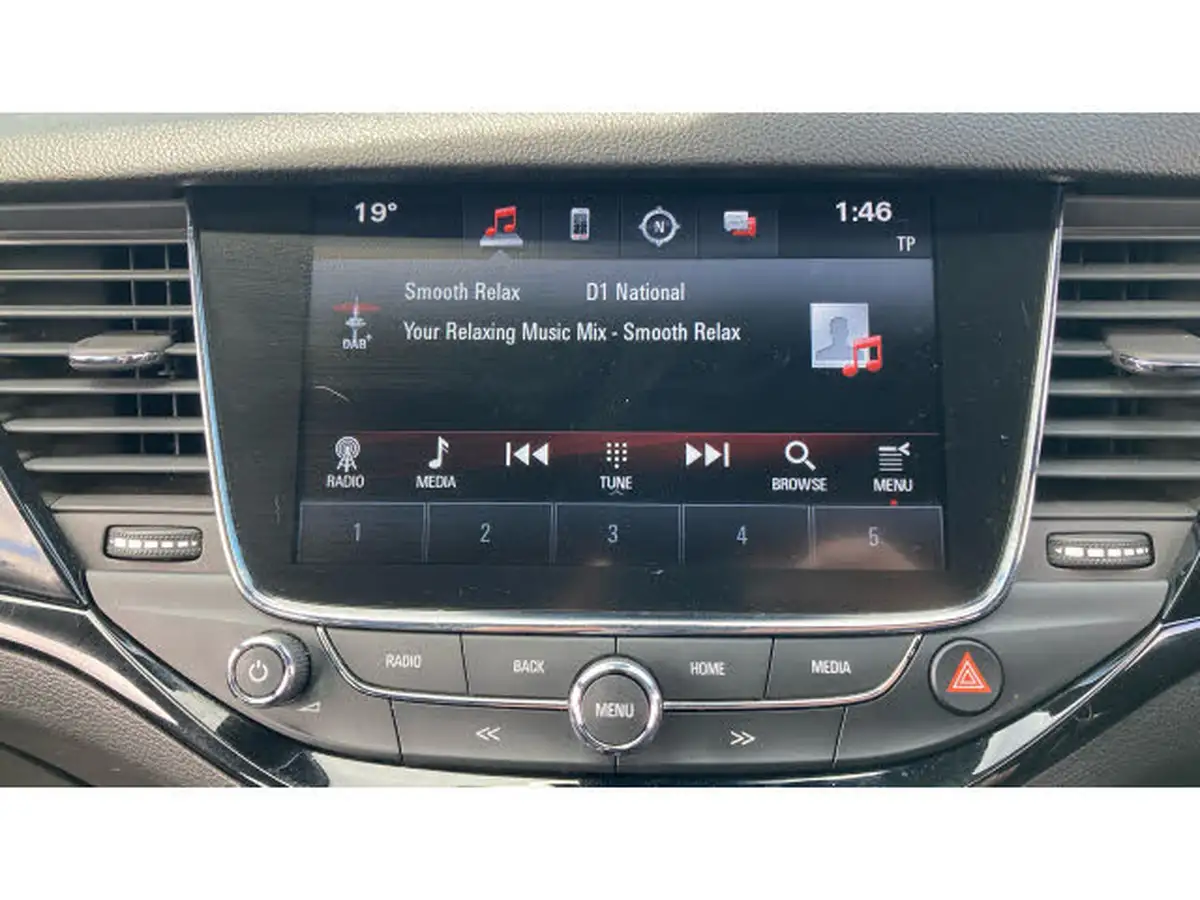 19° 1:46
N
TP
Smooth Relax D1 National
DAB+
Your Relaxing Music Mix - Smooth Relax
RADIO MEDIA TUNE BROWSE MENU
1 2 3 4 5
RADIO BACK HOME MEDIA
MENU